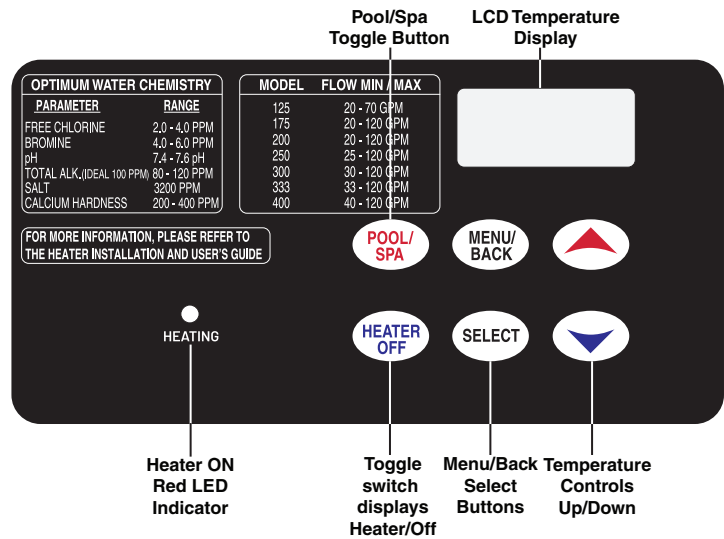 Pool/Spa
Toggle Button
LCD Temperature
Display
OPTIMUM WATER CHEMISTRY
PARAMETER RANGE
FREE CHLORINE 2.0 - 4.0 PPM
BROMINE 4.0 - 6.0 PPM
pH 7.4 - 7.6 pH
TOTAL ALK.(IDEAL 100 PPM) 80 - 120 PPM
SALT 3200 PPM
CALCIUM HARDNESS 200 - 400 PPM
MODEL FLOW MIN / MAX
125 20 - 70 GPM
175 20 - 120 GPM
200 20 - 120 GPM
250 25 - 120 GPM
300 30 - 120 GPM
333 33 - 120 GPM
400 40 - 120 GPM
FOR MORE INFORMATION, PLEASE REFER TO
THE HEATER INSTALLATION AND USER'S GUIDE
POOL/
SPA
MENU/
BACK
HEATING
HEATER
OFF
SELECT
Heater ON
Red LED
Indicator
Toggle
switch
displays
Heater/Off
Menu/Back
Select
Buttons
Temperature
Controls
Up/Down